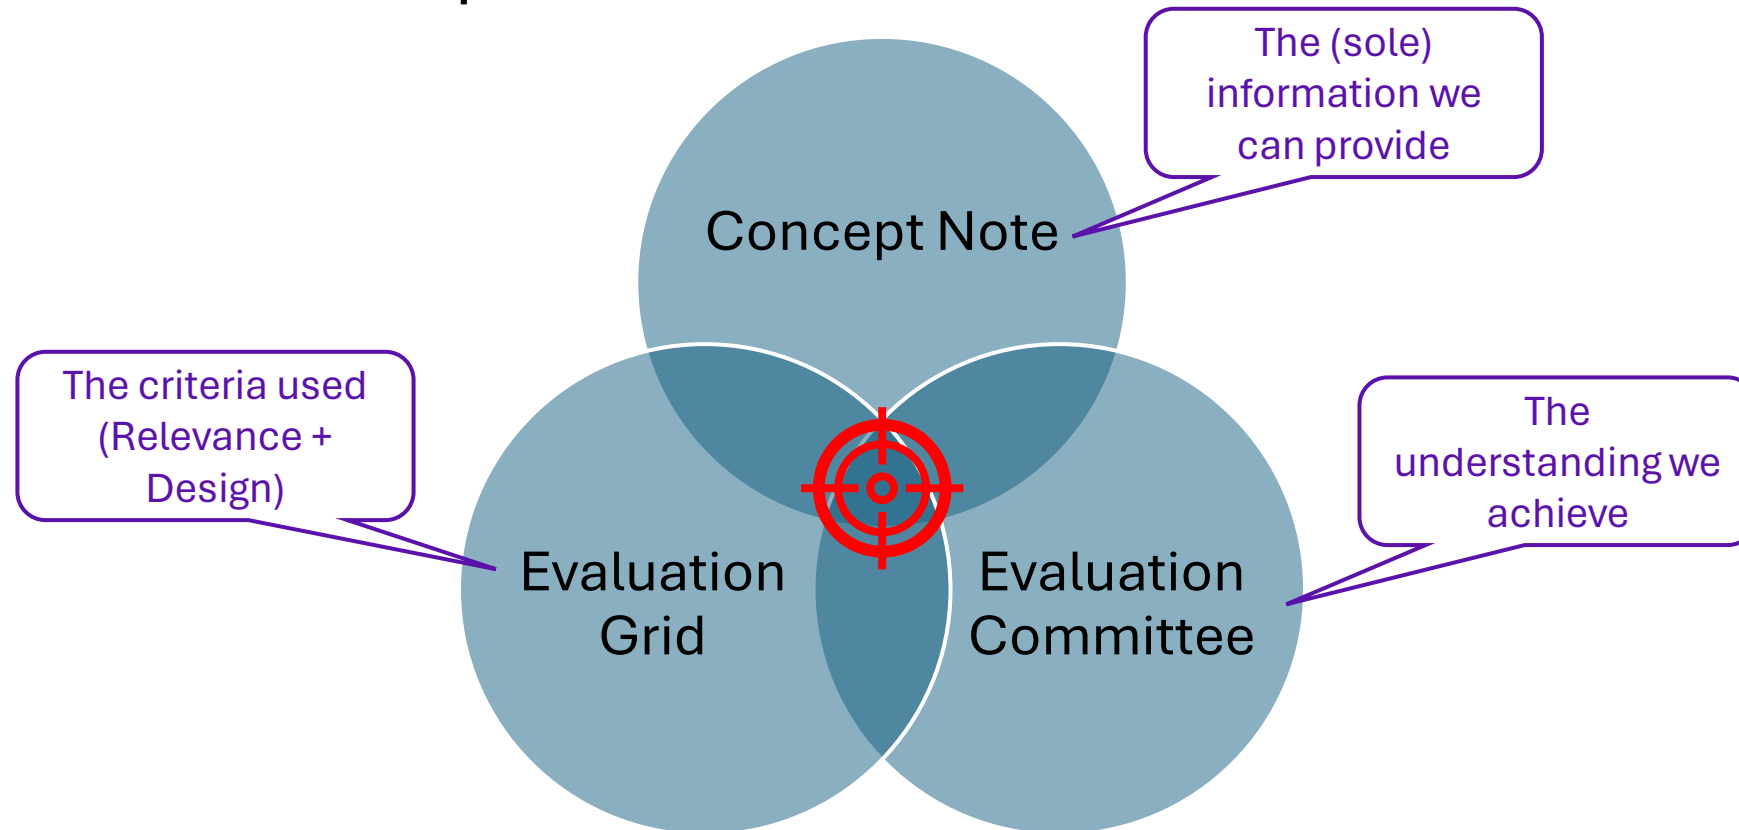 The (sole)
information we
can provide
Concept Note
The criteria used
(Relevance +
Design)
The
understanding we
achieve
Evaluation
Grid
Evaluation
Committee